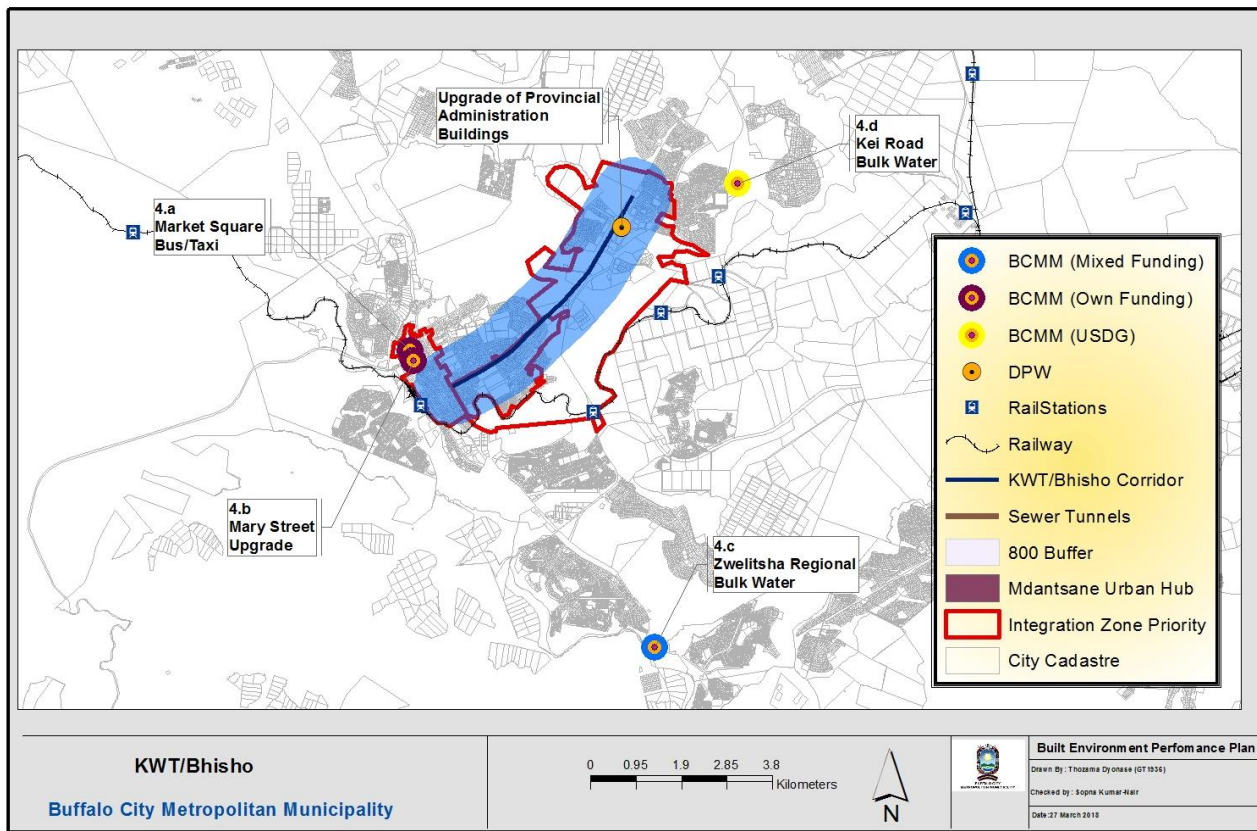 Upgrade of Provincial
Administration
Buildings
4.d
Kei Road
Bulk Water
4.a
Market Square
Bus/Taxi
4.b
Mary Street
Upgrade
4.c
Zwelitsha Regional
Bulk Water
BCMM (Mixed Funding)
BCMM (Own Funding)
BCMM (USDG)
DPW
RailStations
Railway
KWT/Bhisho Corridor
Sewer Tunnels
800 Buffer
Mdantsane Urban Hub
Integration Zone Priority
City Cadastre
KWT/Bhisho
Buffalo City Metropolitan Municipality
0 0.95 1.9 2.85 3.8
Kilometers
N
Built Environment Perfomance Plan
Drawn By: Thozama Dyonase (GT1936)
Checked by: Sopna Kumar-Nair
Date:27 March 2018